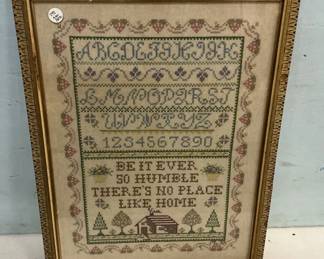 ABCDEFGHIJK
LMNOPQRST
UVWXYZ
1234567890
BE IT EVER
SO HUMBLE
THERE'S NO PLACE
LIKE HOME